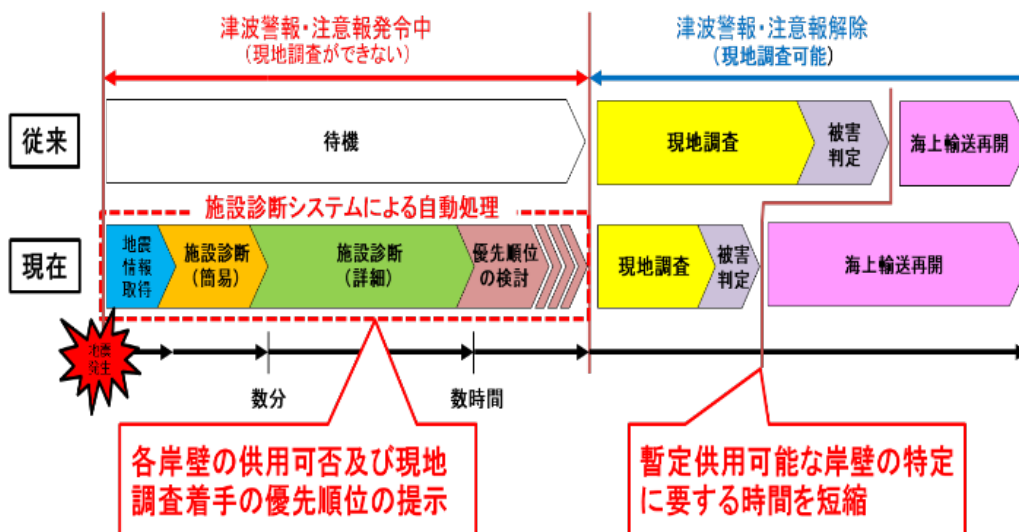 津波警報・注意報発令中
(現地調査ができない)
津波警報・注意報解除
(現地調査可能)
従来
待機
現地調査
被害
判定
海上輸送再開
施設診断システムによる自動処理
現在
地震
情報
取得
施設診断
(簡易)
施設診断
(詳細)
優先順位
の検討
現地調査
被害
判定
海上輸送再開
地震
発生
数分
数時間
各岸壁の供用可否及び現地
調査着手の優先順位の提示
暫定供用可能な岸壁の特定
に要する時間を短縮